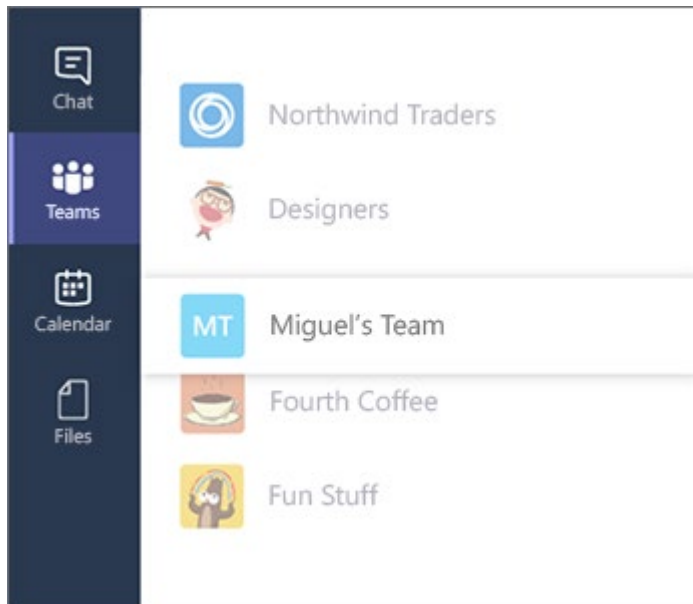 Chat
Teams
Calendar
Files
Northwind Traders
Designers
MT
Miguel's Team
Fourth Coffee
Fun Stuff